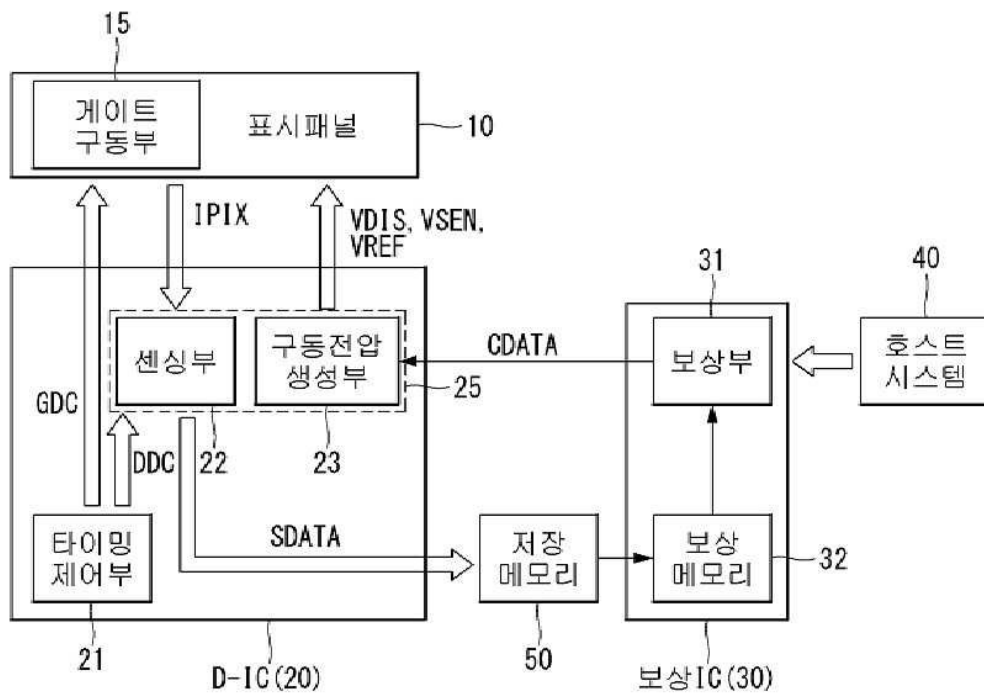 15
게이트
구동부
표시패널
10
IPIX
VDIS, VSEN,
VREF
31
40
센싱부
구동전압
생성부
CDATA
보상부
호스트
시스템
25
GDC
DDC
22
23
SDATA
타이밍
제어부
저장
메모리
보상
메모리
32
21
D-IC(20)
50
보상IC(30)